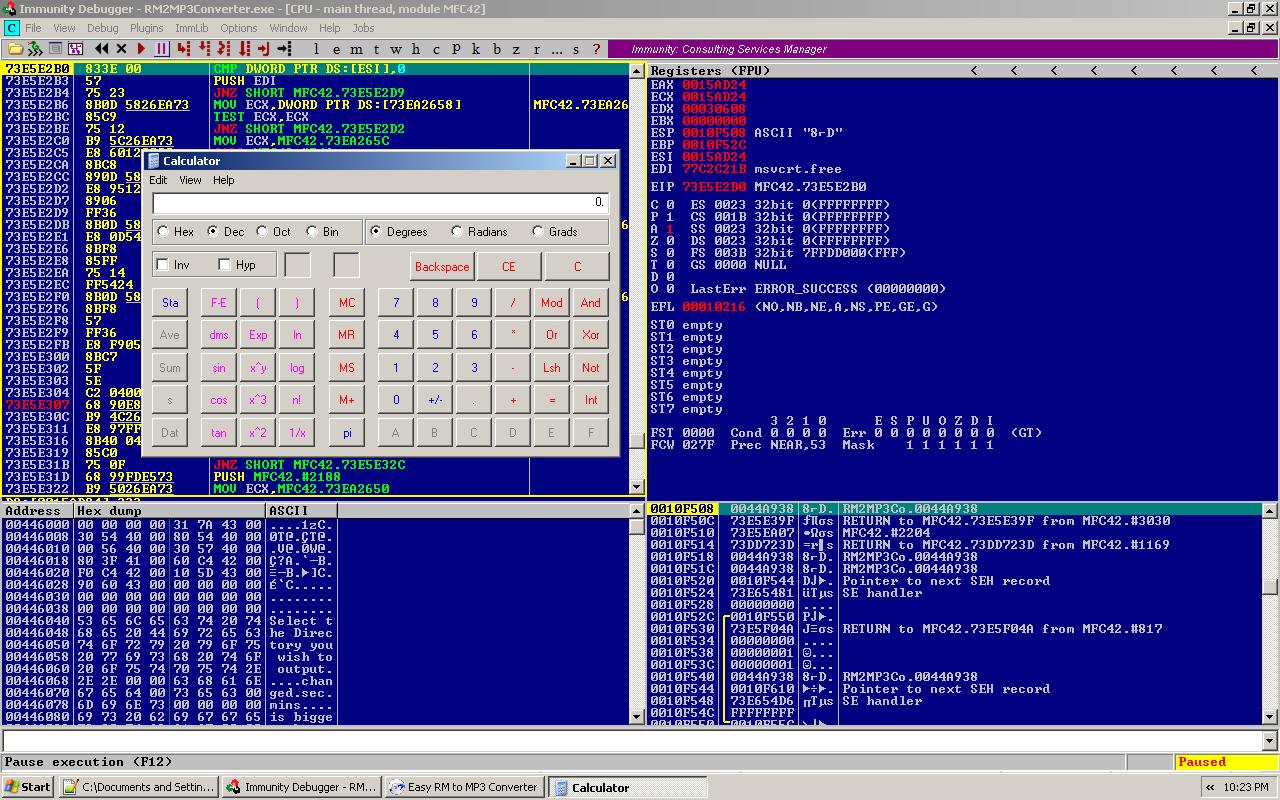 Immunity Debugger - RM2MP3Converter.exe - [CPU - main thread, module MFC42]
C File View Debug Plugins ImmLib Options Window Help Jobs
l e m t w h c p k b z r ... s ? Immunity: Consulting Services Manager
73E5E2B0 833E 00 CMP DWORD PTR DS:[ESI],0
73E5E2B3 57 PUSH EDI
73E5E2B4 75 23 JNZ SHORT MFC42.73E5E2D9
73E5E2B6 8B0D 5826EA73 MOV ECX,DWORD PTR DS:[73EA2658] MFC42.73EA26
73E5E2BC 85C9 TEST ECX,ECX
73E5E2BE 75 12 JNZ SHORT MFC42.73E5E2D2
73E5E2C0 B9 5C26EA73 MOV ECX,MFC42.73EA265C
73E5E2C5 E8 6012
73E5E2CA 8BC8
73E5E2CC 890D 58
73E5E2D2 E8 9512
73E5E2D7 8906
73E5E2D9 FF36
73E5E2DB 8B0D 58
73E5E2E1 E8 0D54
73E5E2E6 8BF8
73E5E2E8 85FF
73E5E2EA 75 14
73E5E2EC FF5424
73E5E2F0 8B0D 58
73E5E2F6 8BF8
73E5E2F8 57
73E5E2F9 FF36
73E5E2FB E8 F905
73E5E300 8BC7
73E5E302 5F
73E5E303 5E
73E5E304 C2 0400
73E5E307 68 90E8
73E5E30C B9 4C26
73E5E311 E8 97FF
73E5E316 8B40 04
73E5E319 85C0
73E5E31B 75 0F JNZ SHORT MFC42.73E5E32C
73E5E31D 68 99FDE573 PUSH MFC42.#2188
73E5E322 B9 5026EA73 MOV ECX,MFC42.73EA2650
Calculator
Edit View Help
0.
Hex Dec Oct Bin Degrees Radians Grads
Inv Hyp Backspace CE C
Sta F-E ( ) MC 7 8 9 / Mod And
Ave dms Exp ln MR 4 5 6 * Or Xor
Sum sin x^y log MS 1 2 3 - Lsh Not
s cos x^3 n! M+ 0 +/- . + = Int
Dat tan x^2 1/x pi A B C D E F
Registers (FPU) < < < < < < < <
EAX 0015AD24
ECX 0015AD24
EDX 00030608
EBX 00000000
ESP 0010F508 ASCII "8┌D"
EBP 0010F52C
ESI 0015AD24
EDI 77C2C21B msvcrt.free
EIP 73E5E2B0 MFC42.73E5E2B0
C 0 ES 0023 32bit 0(FFFFFFFF)
P 1 CS 001B 32bit 0(FFFFFFFF)
A 1 SS 0023 32bit 0(FFFFFFFF)
Z 0 DS 0023 32bit 0(FFFFFFFF)
S 0 FS 003B 32bit 7FFDD000(FFF)
T 0 GS 0000 NULL
D 0
O 0 LastErr ERROR_SUCCESS (00000000)
EFL 00010216 (NO,NB,NE,A,NS,PE,GE,G)
ST0 empty
ST1 empty
ST2 empty
ST3 empty
ST4 empty
ST5 empty
ST6 empty
ST7 empty
3 2 1 0 E S P U O Z D I
FST 0000 Cond 0 0 0 0 Err 0 0 0 0 0 0 0 0 (GT)
FCW 027F Prec NEAR,53 Mask 1 1 1 1 1 1
Address Hex dump ASCII
00446000 00 00 00 00 31 7A 43 00 ....1zC.
00446008 30 54 40 00 80 54 40 00 0T@.ÇT@.
00446010 00 56 40 00 30 57 40 00 .V@.0W@.
00446018 80 3F 41 00 60 C4 42 00 Ç?A.`─B.
00446020 F0 C4 42 00 10 5D 43 00 ≡─B.►]C.
00446028 90 60 43 00 00 00 00 00 É`C.....
00446030 00 00 00 00 00 00 00 00 ........
00446038 00 00 00 00 00 00 00 00 ........
00446040 53 65 6C 65 63 74 20 74 Select t
00446048 68 65 20 44 69 72 65 63 he Direc
00446050 74 6F 72 79 20 79 6F 75 tory you
00446058 20 77 69 73 68 20 74 6F wish to
00446060 20 6F 75 74 70 75 74 2E output.
00446068 2E 2E 00 00 63 68 61 6E ....chan
00446070 67 65 64 00 73 65 63 00 ged.sec.
00446078 6D 69 6E 73 00 00 00 00 mins....
00446080 69 73 20 62 69 67 67 65 is bigge
0010F508 0044A938 8┌D. RM2MP3Co.0044A938
0010F50C 73E5E39F ƒπσs RETURN to MFC42.73E5E39F from MFC42.#3030
0010F510 73E5EA07 •Ωσs MFC42.#2204
0010F514 73DD723D =r▌s RETURN to MFC42.73DD723D from MFC42.#1169
0010F518 0044A938 8┌D. RM2MP3Co.0044A938
0010F51C 0044A938 8┌D. RM2MP3Co.0044A938
0010F520 0010F544 DJ►. Pointer to next SEH record
0010F524 73E65481 üTµs SE handler
0010F528 00000000 ....
0010F52C 0010F550 PJ►.
0010F530 73E5F04A J≡σs RETURN to MFC42.73E5F04A from MFC42.#817
0010F534 00000000 ....
0010F538 00000001 ☺...
0010F53C 00000001 ☺...
0010F540 0044A938 8┌D. RM2MP3Co.0044A938
0010F544 0010F610 ►÷►. Pointer to next SEH record
0010F548 73E654D6 ╓Tµs SE handler
0010F54C FFFFFFFF
Pause execution (F12) Paused
Start C:\Documents and Settin... Immunity Debugger - RM... Easy RM to MP3 Converter Calculator « 10:23 PM